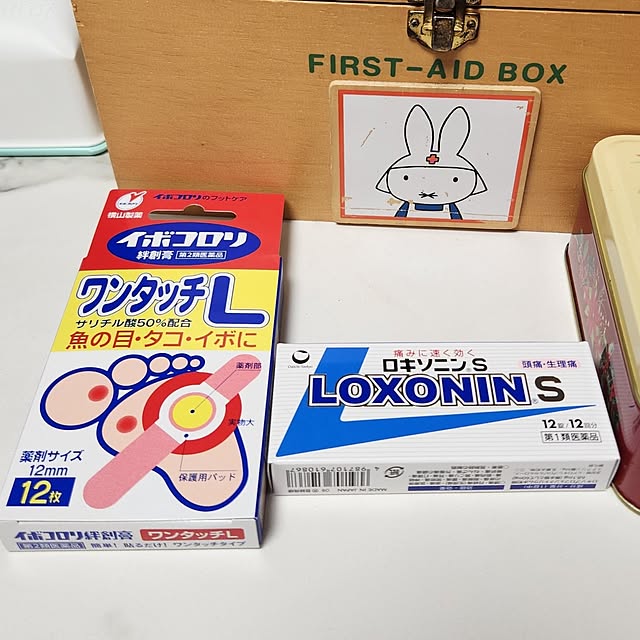 FIRST-AID BOX
イボコロリのフットケア
横山製薬
イボコロリ
絆創膏 第2類医薬品
ワンタッチL
サリチル酸50%配合
魚の目・タコ・イボに
薬剤部
実物大
保護用パッド
薬剤サイズ
12mm
12枚
イボコロリ絆創膏 ワンタッチL
第2類医薬品 簡単!貼るだけ!ワンタッチタイプ
痛みに速く効く
ロキソニンS
頭痛・生理痛
LOXONIN S
12錠/12回分
第1類医薬品
4987107610867
MADE IN JAPAN